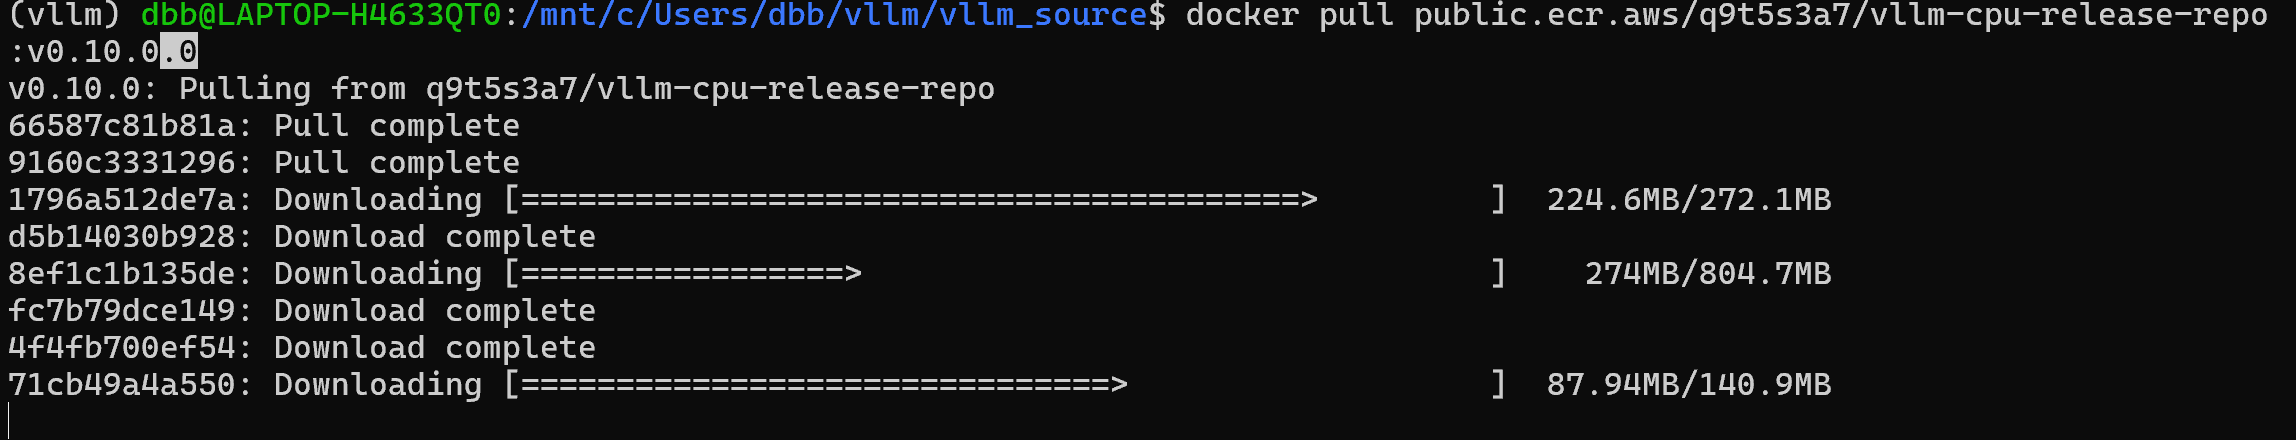 (vllm) dbb@LAPTOP-H4633QT0:/mnt/c/Users/dbb/vllm/vllm_source$ docker pull public.ecr.aws/q9t5s3a7/vllm-cpu-release-repo
:v0.10.0.0
v0.10.0: Pulling from q9t5s3a7/vllm-cpu-release-repo
66587c81b81a: Pull complete
9160c3331296: Pull complete
1796a512de7a: Downloading [=========================================>         ]  224.6MB/272.1MB
d5b14030b928: Download complete
8ef1c1b135de: Downloading [=================>                                 ]    274MB/804.7MB
fc7b79dce149: Download complete
4f4fb700ef54: Download complete
71cb49a4a550: Downloading [===============================>                   ]  87.94MB/140.9MB